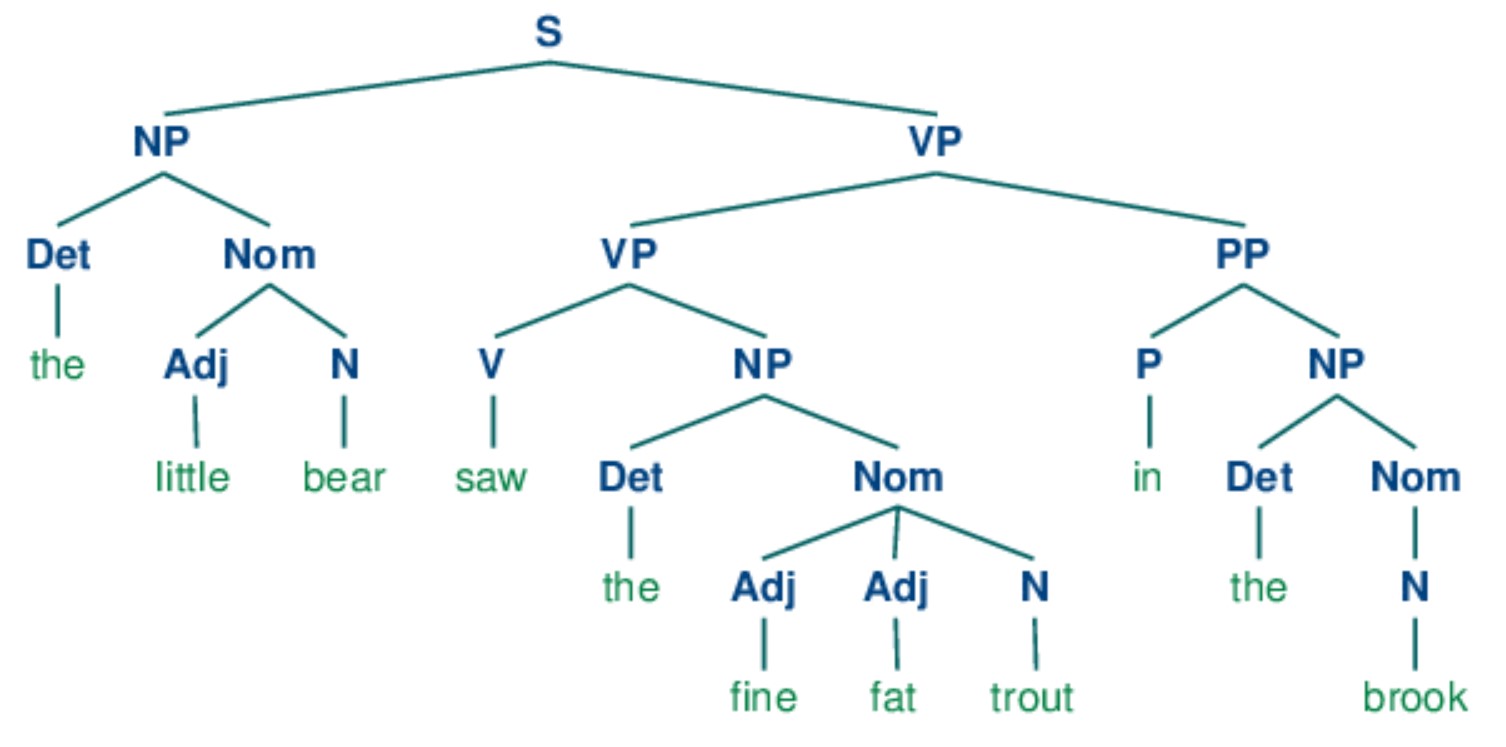 S
NP VP
Det Nom VP PP
the Adj N V NP P NP
little bear saw Det Nom in Det Nom
the Adj Adj N the N
fine fat trout brook